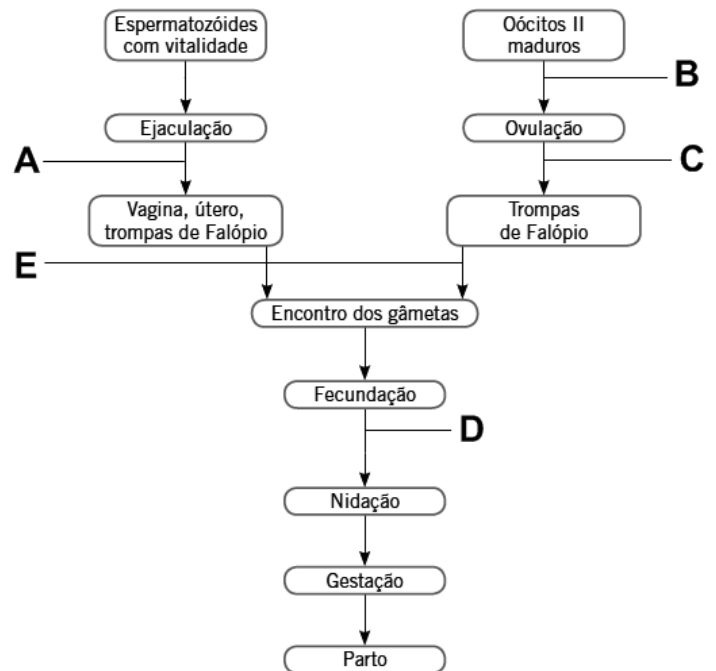 Espermatozóides
com vitalidade
Oócitos II
maduros
B
Ejaculação
Ovulação
A
C
Vagina, útero,
trompas de Falópio
Trompas
de Falópio
E
Encontro dos gâmetas
Fecundação
D
Nidação
Gestação
Parto